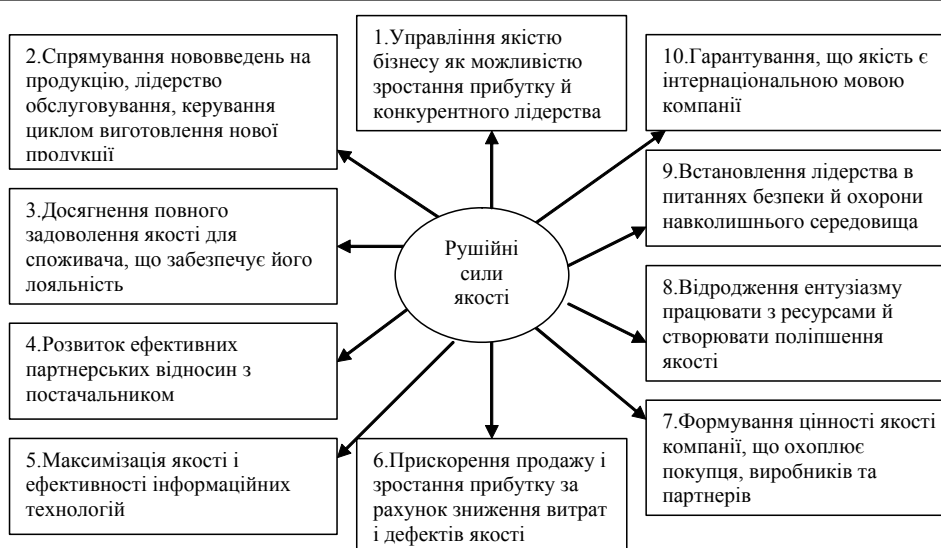 1.Управління якістю
бізнесу як можливістю
зростання прибутку й
конкурентного лідерства
2.Спрямування нововведень на
продукцію, лідерство
обслуговування, керування
циклом виготовлення нової
продукції
3.Досягнення повного
задоволення якості для
споживача, що забезпечує його
лояльність
4.Розвиток ефективних
партнерських відносин з
постачальником
5.Максимізація якості і
ефективності інформаційних
технологій
6.Прискорення продажу і
зростання прибутку за
рахунок зниження витрат
і дефектів якості
7.Формування цінності якості
компанії, що охоплює
покупця, виробників та
партнерів
8.Відродження ентузіазму
працювати з ресурсами й
створювати поліпшення
якості
9.Встановлення лідерства в
питаннях безпеки й охорони
навколишнього середовища
10.Гарантування, що якість є
інтернаціональною мовою
компанії
Рушійні
сили
якості